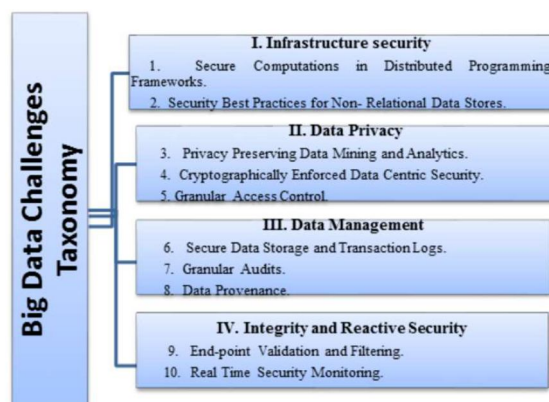 Big Data Challenges
Taxonomy
I. Infrastructure security
1. Secure Computations in Distributed Programming
Frameworks.
2. Security Best Practices for Non- Relational Data Stores.
II. Data Privacy
3. Privacy Preserving Data Mining and Analytics.
4. Cryptographically Enforced Data Centric Security.
5. Granular Access Control.
III. Data Management
6. Secure Data Storage and Transaction Logs.
7. Granular Audits.
8. Data Provenance.
IV. Integrity and Reactive Security
9. End-point Validation and Filtering.
10. Real Time Security Monitoring.